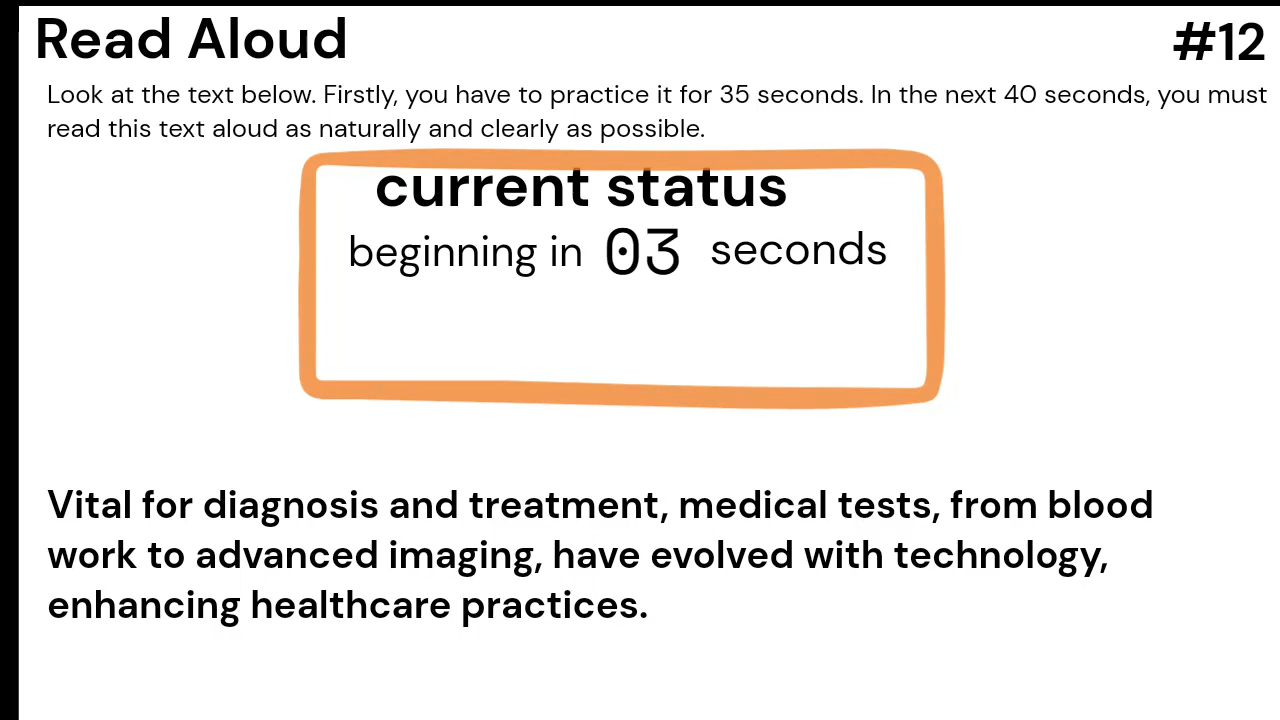 Read Aloud
#12
Look at the text below. Firstly, you have to practice it for 35 seconds. In the next 40 seconds, you must
read this text aloud as naturally and clearly as possible.
current status
beginning in 03 seconds
Vital for diagnosis and treatment, medical tests, from blood
work to advanced imaging, have evolved with technology,
enhancing healthcare practices.